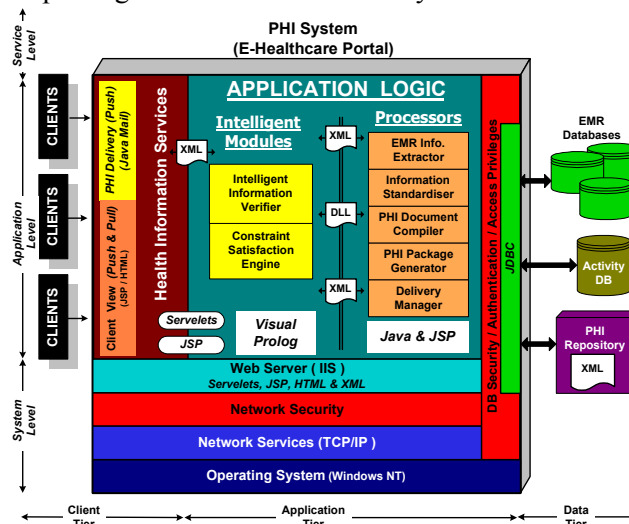 PHI System
(E-Healthcare Portal)
Service
Level
Application Level
System
Level
CLIENTS
CLIENTS
CLIENTS
PHI Delivery (Push)
(Java Mail)
Client View (Push & Pull)
(JSP / HTML)
Health Information Services
APPLICATION LOGIC
Intelligent
Modules
Processors
XML
XML
DLL
XML
Intelligent
Information
Verifier
Constraint
Satisfaction
Engine
EMR Info.
Extractor
Information
Standardiser
PHI Document
Compiler
PHI Package
Generator
Delivery
Manager
Servelets
JSP
Visual
Prolog
Java & JSP
DB Security / Authentication / Access Privileges
JDBC
EMR
Databases
Activity
DB
PHI
Repository
XML
Web Server ( IIS )
Servelets, JSP, HTML & XML
Network Security
Network Services (TCP/IP )
Operating System (Windows NT)
Client
Tier
Application
Tier
Data
Tier